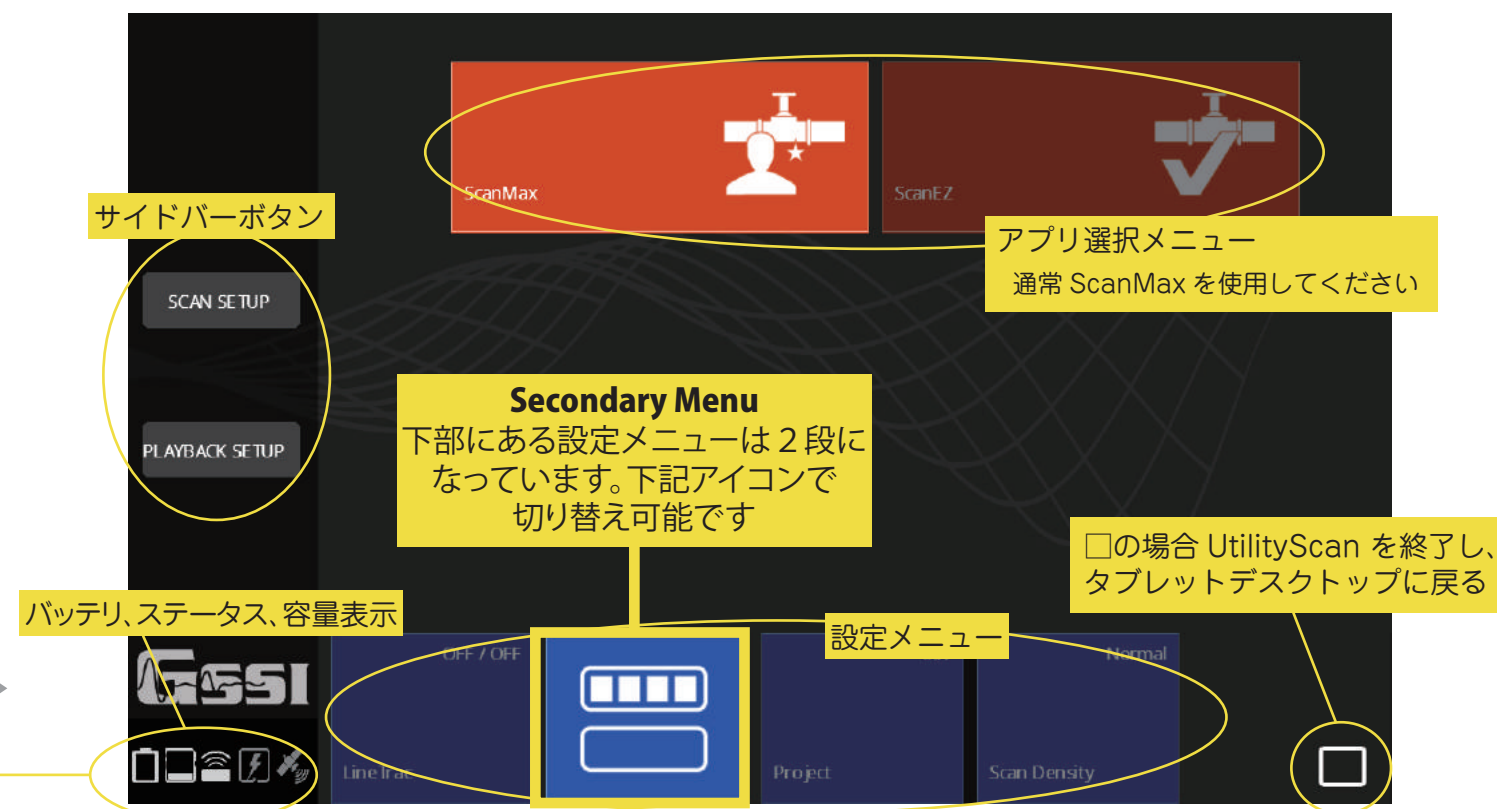 ScanMax
ScanEZ
サイドバーボタン
アプリ選択メニュー
通常 ScanMax を使用してください
SCAN SETUP
Secondary Menu
下部にある設定メニューは 2 段に
なっています。下記アイコンで
切り替え可能です
PLAYBACK SETUP
□の場合 UtilityScan を終了し、
タブレットデスクトップに戻る
バッテリ、ステータス、容量表示
設定メニュー
OFF / OFF
Normal
GSSI
LineTrac
Project
Scan Density